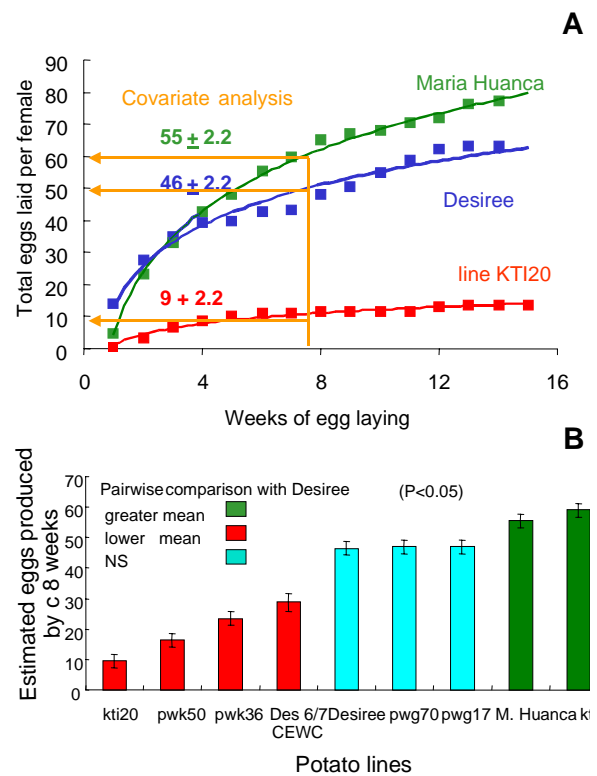 A
Total eggs laid per female
90
80
70
60
50
40
30
20
10
0
Covariate analysis
55 ± 2.2
46 ± 2.2
9 + 2.2
Maria Huanca
Desiree
line KTI20
0 4 8 12 16
Weeks of egg laying
B
Estimated eggs produced
by c 8 weeks
70
60
50
40
30
20
10
0
Pairwise comparison with Desiree (P<0.05)
greater mean
lower mean
NS
kti20 pwk50 pwk36 Des 6/7 Desiree pwg70 pwg17 M. Huanca kt
CEWC
Potato lines